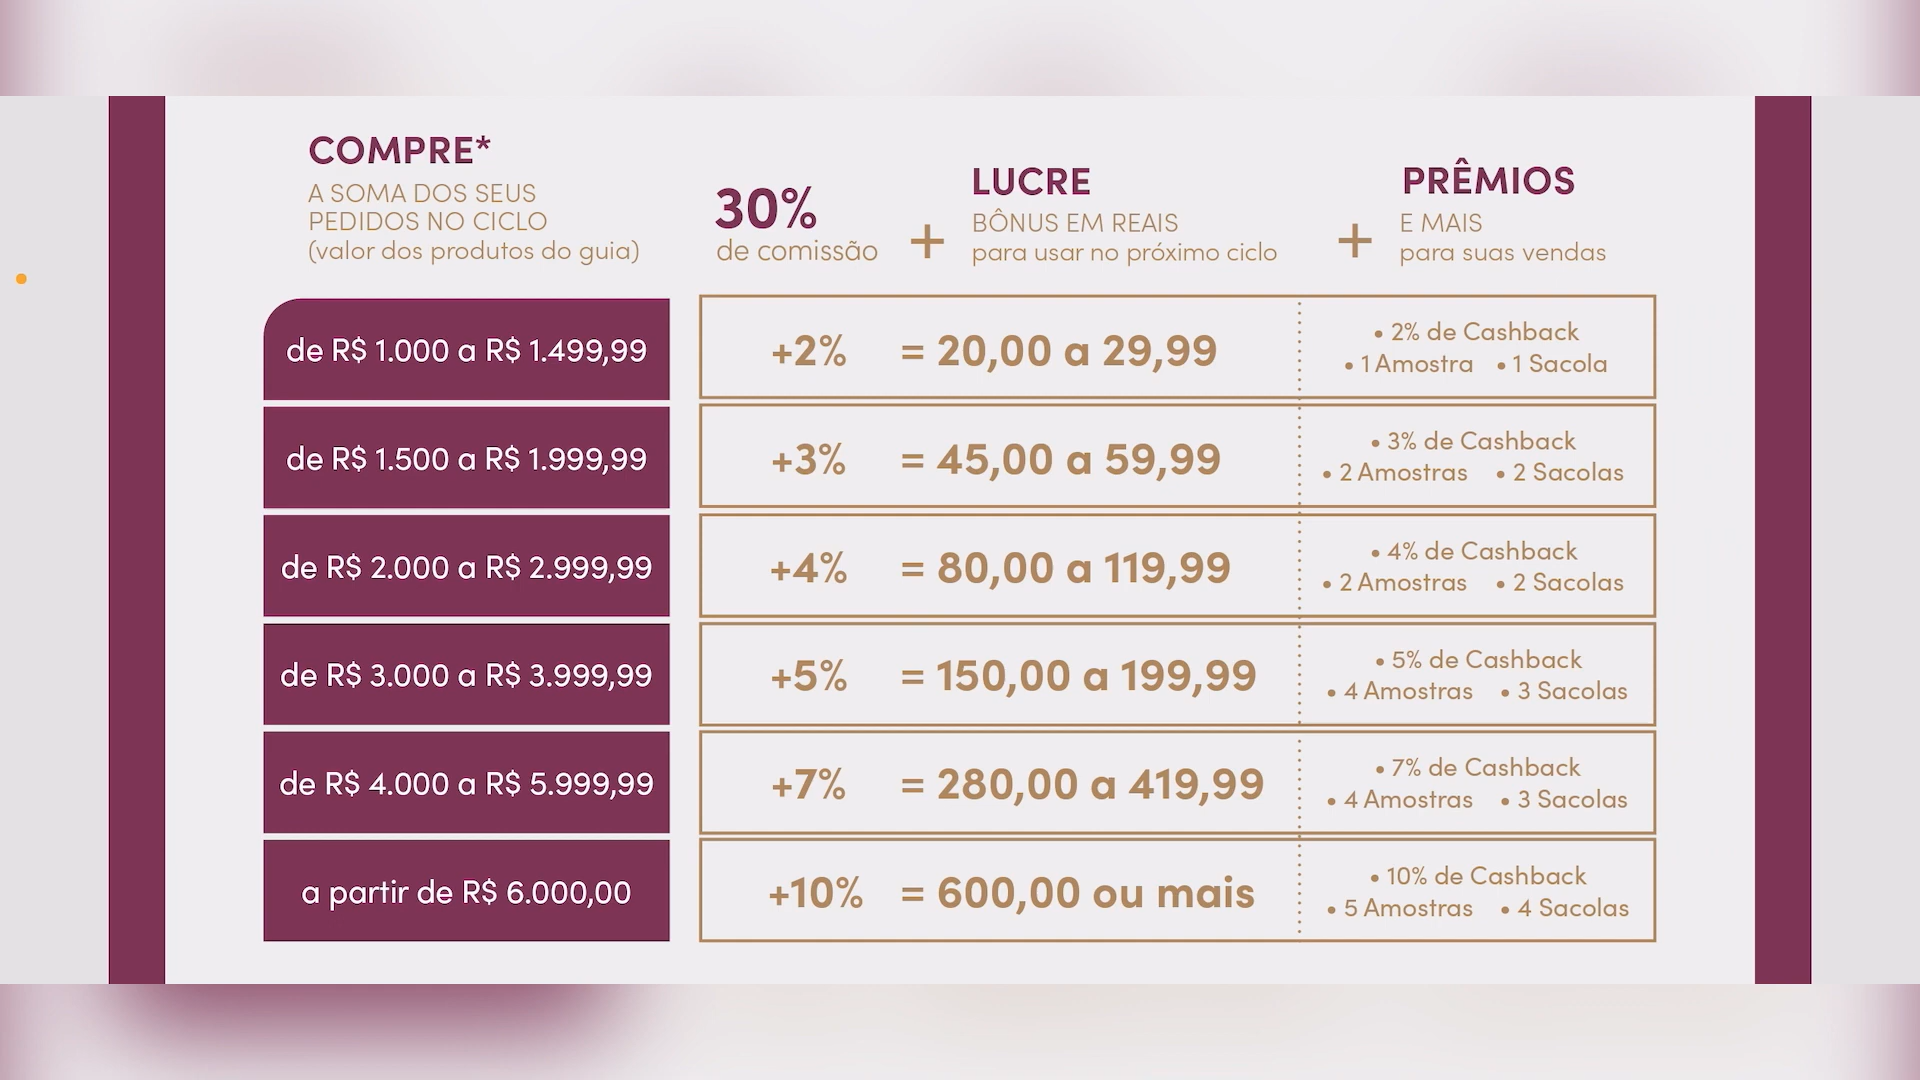 COMPRE*
A SOMA DOS SEUS
PEDIDOS NO CICLO
(valor dos produtos do guia)
30%
de comissão
+
LUCRE
BÔNUS EM REAIS
para usar no próximo ciclo
+
PRÊMIOS
E MAIS
para suas vendas
de R$ 1.000 a R$ 1.499,99
+2% = 20,00 a 29,99
• 2% de Cashback
• 1 Amostra • 1 Sacola
de R$ 1.500 a R$ 1.999,99
+3% = 45,00 a 59,99
• 3% de Cashback
• 2 Amostras • 2 Sacolas
de R$ 2.000 a R$ 2.999,99
+4% = 80,00 a 119,99
• 4% de Cashback
• 2 Amostras • 2 Sacolas
de R$ 3.000 a R$ 3.999,99
+5% = 150,00 a 199,99
• 5% de Cashback
• 4 Amostras • 3 Sacolas
de R$ 4.000 a R$ 5.999,99
+7% = 280,00 a 419,99
• 7% de Cashback
• 4 Amostras • 3 Sacolas
a partir de R$ 6.000,00
+10% = 600,00 ou mais
• 10% de Cashback
• 5 Amostras • 4 Sacolas